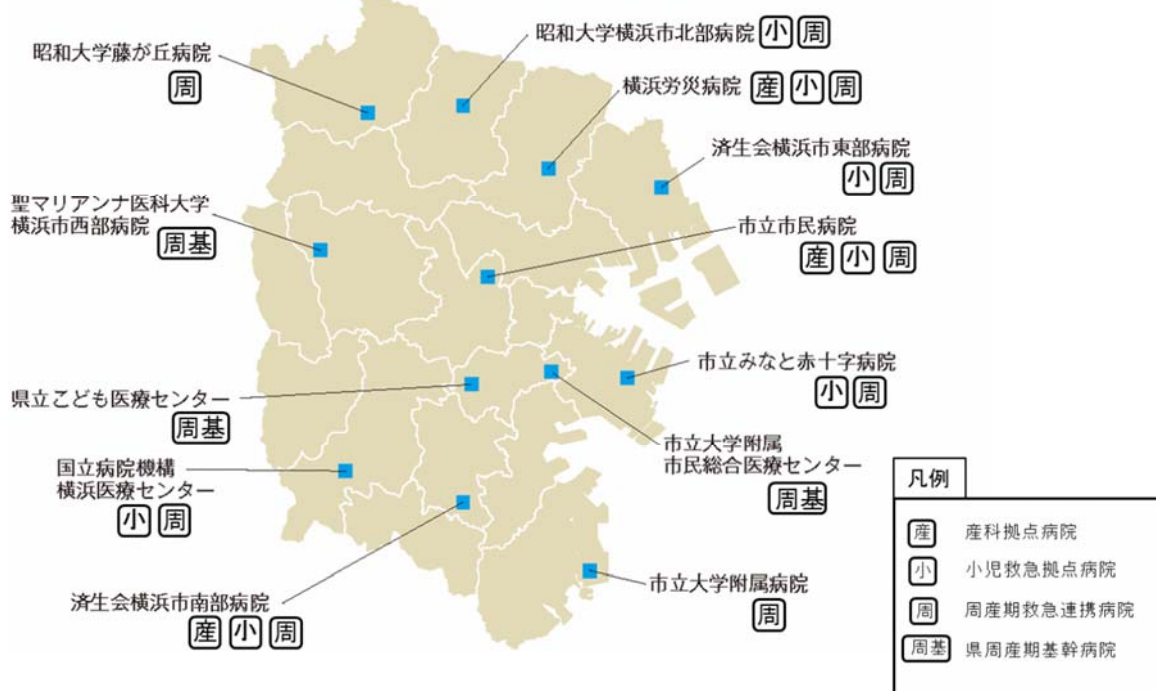 昭和大学横浜市北部病院 小 周
昭和大学藤が丘病院
周
横浜労災病院 産 小 周
済生会横浜市東部病院
小 周
聖マリアンナ医科大学
横浜市西部病院 周基
市立市民病院
産 小 周
市立みなと赤十字病院
小 周
県立こども医療センター
周基
市立大学附属
市民総合医療センター
周基
国立病院機構
横浜医療センター
小 周
済生会横浜市南部病院
産 小 周
市立大学附属病院
周
凡例
産 産科拠点病院
小 小児救急拠点病院
周 周産期救急連携病院
周基 県周産期基幹病院